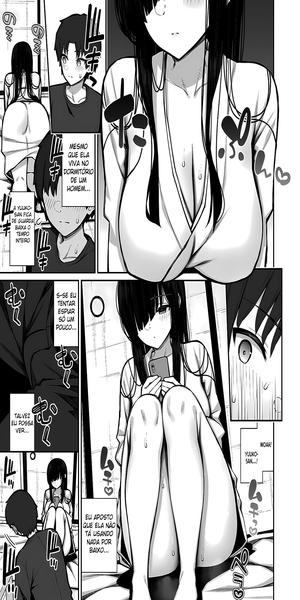 MESMO
QUE ELA
VIVA NO
DORMITÓRIO
DE UM
HOMEM...
A YUUKO-
SAN FICA
DE GUARDA
BAIXA O
TEMPO
INTEIRO
S-SE EU
TENTAR
ESPIAR
SÓ UM
POUCO...
WOAH!
YUUKO-
SAN...!
TALVEZ
EU POSSA
VER...
EU APOSTO
QUE ELA NÃO
TÁ USANDO
NADA POR
BAIXO...